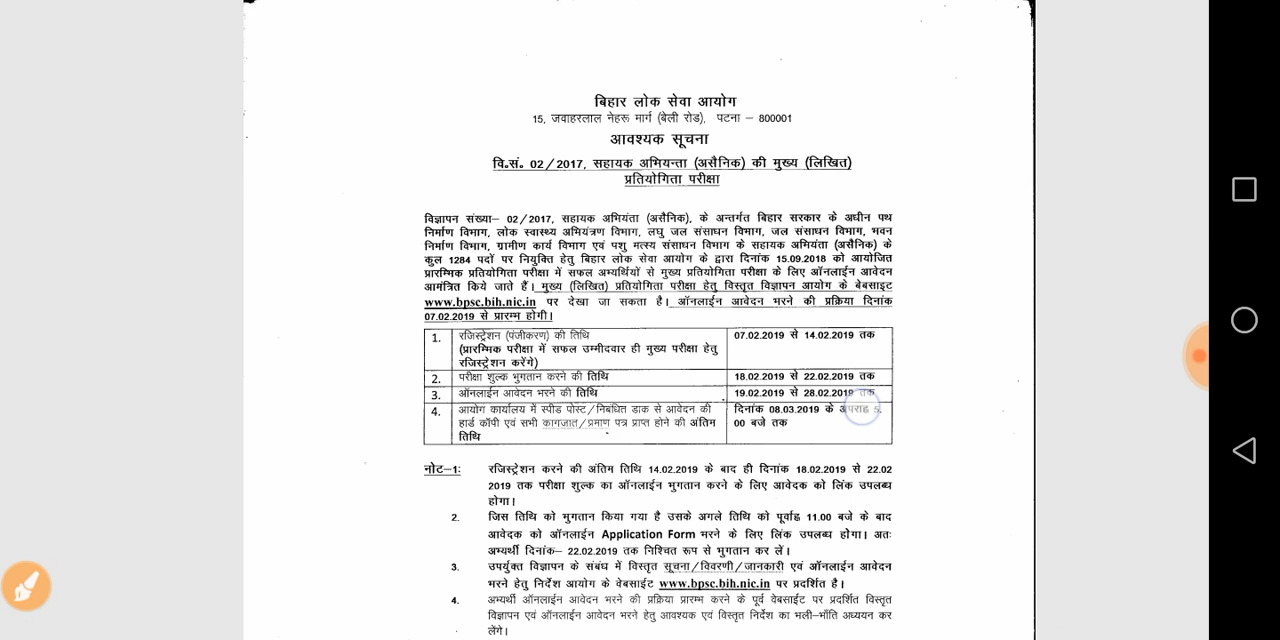 बिहार लोक सेवा आयोग
15, जवाहरलाल नेहरू मार्ग (बेली रोड), पटना – 800001
आवश्यक सूचना
वि.सं. 02/2017, सहायक अभियन्ता (असैनिक) की मुख्य (लिखित)
प्रतियोगिता परीक्षा
विज्ञापन संख्या– 02/2017, सहायक अभियंता (असैनिक), के अन्तर्गत बिहार सरकार के अधीन पथ
निर्माण विभाग, लोक स्वास्थ्य अभियंत्रण विभाग, लघु जल संसाधन विभाग, जल संसाधन विभाग, भवन
निर्माण विभाग, ग्रामीण कार्य विभाग एवं पशु मत्स्य संसाधन विभाग के सहायक अभियंता (असैनिक) के
कुल 1284 पदों पर नियुक्ति हेतु बिहार लोक सेवा आयोग के द्वारा दिनांक 15.09.2018 को आयोजित
प्रारम्भिक प्रतियोगिता परीक्षा में सफल अभ्यर्थियों से मुख्य प्रतियोगिता परीक्षा के लिए ऑनलाईन आवेदन
आमंत्रित किये जाते हैं। मुख्य (लिखित) प्रतियोगिता परीक्षा हेतु विस्तृत विज्ञापन आयोग के बेबसाइट
www.bpsc.bih.nic.in पर देखा जा सकता है। ऑनलाईन आवेदन भरने की प्रक्रिया दिनांक
07.02.2019 से प्रारम्भ होगी।
1. रजिस्ट्रेशन (पंजीकरण) की तिथि 07.02.2019 से 14.02.2019 तक
(प्रारम्भिक परीक्षा में सफल उम्मीदवार ही मुख्य परीक्षा हेतु
रजिस्ट्रेशन करेंगे)
2. परीक्षा शुल्क भुगतान करने की तिथि 18.02.2019 से 22.02.2019 तक
3. ऑनलाईन आवेदन भरने की तिथि 19.02.2019 से 28.02.2019 तक
4. आयोग कार्यालय में स्पीड पोस्ट/निबंधित डाक से आवेदन की दिनांक 08.03.2019 के अपराह्न 5.
हार्ड कॉपी एवं सभी कागजात/प्रमाण पत्र प्राप्त होने की अंतिम 00 बजे तक
तिथि
नोट–1: रजिस्ट्रेशन करने की अंतिम तिथि 14.02.2019 के बाद ही दिनांक 18.02.2019 से 22.02
2019 तक परीक्षा शुल्क का ऑनलाईन भुगतान करने के लिए आवेदक को लिंक उपलब्ध
होगा।
2. जिस तिथि को भुगतान किया गया है उसके अगले तिथि को पूर्वाह्न 11.00 बजे के बाद
आवेदक को ऑनलाईन Application Form भरने के लिए लिंक उपलब्ध होगा। अतः
अभ्यर्थी दिनांक– 22.02.2019 तक निश्चित रूप से भुगतान कर लें।
3. उपर्युक्त विज्ञापन के संबंध में विस्तृत सूचना/विवरणी/जानकारी एवं ऑनलाईन आवेदन
भरने हेतु निर्देश आयोग के वेबसाईट www.bpsc.bih.nic.in पर प्रदर्शित है।
4. अभ्यर्थी ऑनलाईन आवेदन भरने की प्रक्रिया प्रारम्भ करने के पूर्व वेबसाईट पर प्रदर्शित विस्तृत
विज्ञापन एवं ऑनलाईन आवेदन भरने हेतु आवश्यक एवं विस्तृत निर्देश का भली–भाँति अध्ययन कर
लेंगे।